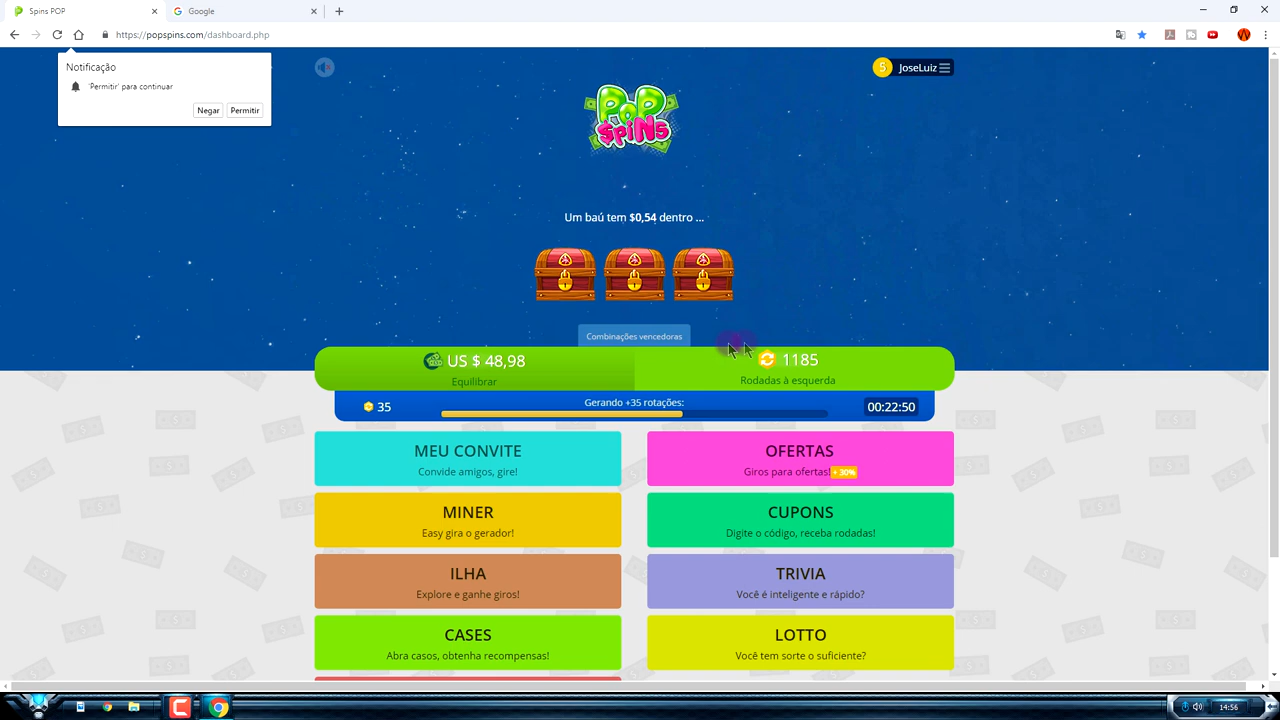 Spins POP
Google
https://popspins.com/dashboard.php
Notificação
'Permitir' para continuar
Negar
Permitir
5
JoseLuiz
POP
$PiNS
Um baú tem $0,54 dentro ...
Combinações vencedoras
US $ 48,98
Equilibrar
1185
Rodadas à esquerda
35
Gerando +35 rotações:
00:22:50
MEU CONVITE
Convide amigos, gire!
OFERTAS
Giros para ofertas! + 30%
MINER
Easy gira o gerador!
CUPONS
Digite o código, receba rodadas!
ILHA
Explore e ganhe giros!
TRIVIA
Você é inteligente e rápido?
CASES
Abra casos, obtenha recompensas!
LOTTO
Você tem sorte o suficiente?
14:56